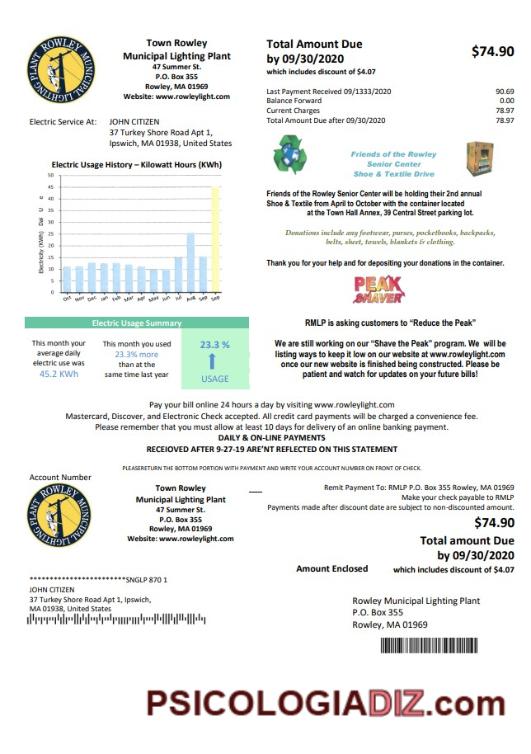 ROWLEY MUNICIPAL LIGHTING PLANT
Town Rowley
Municipal Lighting Plant
47 Summer St.
P.O. Box 355
Rowley, MA 01969
Website: www.rowleylight.com
Electric Service At:
JOHN CITIZEN
37 Turkey Shore Road Apt 1,
Ipswich, MA 01938, United States
Total Amount Due
by 09/30/2020
which includes discount of $4.07
$74.90
Last Payment Received 09/1333/2020 90.69
Balance Forward 0.00
Current Charges 78.97
Total Amount Due after 09/30/2020 78.97
Friends of the Rowley
Senior Center
Shoe & Textile Drive
Friends of the Rowley Senior Center will be holding their 2nd annual
Shoe & Textile from April to October with the container located
at the Town Hall Annex, 39 Central Street parking lot.
Donations include any footwear, purses, pocketbooks, backpacks,
belts, sheet, towels, blankets & clothing.
Thank you for your help and for depositing your donations in the container.
PEAK
SHAVER
RMLP is asking customers to “Reduce the Peak”
We are still working on our “Shave the Peak” program. We will be
listing ways to keep it low on our website at www.rowleylight.com
once our new website is finished being constructed. Please be
patient and watch for updates on your future bills!
Electric Usage History – Kilowatt Hours (KWh)
Electricity (KWh) Dai U e
50
45
40
35
30
25
20
15
10
5
0
Oct Nov Dec Jan Feb Mar Apr May Jun Jul Aug Sep Sep
Electric Usage Summary
This month your
average daily
electric use was
45.2 KWh
This month you used
23.3% more
than at the
same time last year
23.3 %
USAGE
Pay your bill online 24 hours a day by visiting www.rowleylight.com
Mastercard, Discover, and Electronic Check accepted. All credit card payments will be charged a convenience fee.
Please remember that you must allow at least 10 days for delivery of an online banking payment.
DAILY & ON-LINE PAYMENTS
RECEIOVED AFTER 9-27-19 ARE’NT REFLECTED ON THIS STATEMENT
PLEASERETURN THE BOTTOM PORTION WITH PAYMENT AND WRITE YOUR ACCOUNT NUMBER ON FRONT OF CHECK.
Account Number
ROWLEY MUNICIPAL LIGHTING PLANT
Town Rowley
Municipal Lighting Plant
47 Summer St.
P.O. Box 355
Rowley, MA 01969
Website: www.rowleylight.com
Remit Payment To: RMLP P.O. Box 355 Rowley, MA 01969
Make your check payable to RMLP
Payments made after discount date are subject to non-discounted amount.
$74.90
Total amount Due
by 09/30/2020
Amount Enclosed which includes discount of $4.07
************************SNGLP 870 1
JOHN CITIZEN
37 Turkey Shore Road Apt 1, Ipswich,
MA 01938, United States
Rowley Municipal Lighting Plant
P.O. Box 355
Rowley, MA 01969
PSICOLOGIADIZ.com